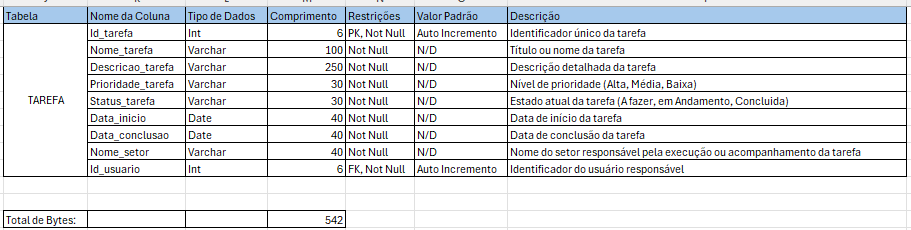 Tabela Nome da Coluna Tipo de Dados Comprimento Restrições Valor Padrão Descrição
Id_tarefa Int 6 PK, Not Null Auto Incremento Identificador único da tarefa
Nome_tarefa Varchar 100 Not Null N/D Título ou nome da tarefa
Descricao_tarefa Varchar 250 Not Null N/D Descrição detalhada da tarefa
Prioridade_tarefa Varchar 30 Not Null N/D Nível de prioridade (Alta, Média, Baixa)
TAREFA Status_tarefa Varchar 30 Not Null N/D Estado atual da tarefa (A fazer, em Andamento, Concluida)
Data_inicio Date 40 Not Null N/D Data de início da tarefa
Data_conclusao Date 40 Not Null N/D Data de conclusão da tarefa
Nome_setor Varchar 40 Not Null N/D Nome do setor responsável pela execução ou acompanhamento da tarefa
Id_usuario Int 6 FK, Not Null Auto Incremento Identificador do usuário responsável
Total de Bytes: 542